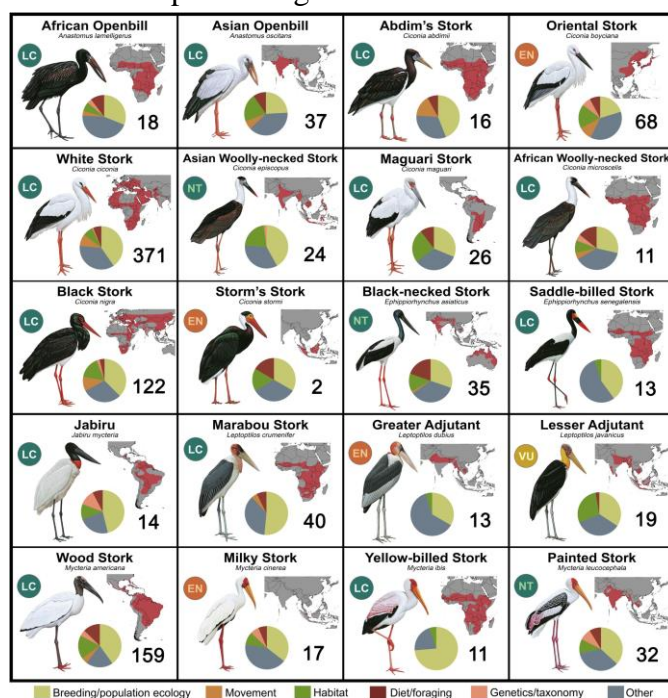 African Openbill
Anastomus lamelligerus
LC
18
Asian Openbill
Anastomus oscitans
LC
37
Abdim's Stork
Ciconia abdimii
LC
16
Oriental Stork
Ciconia boyciana
EN
68
White Stork
Ciconia ciconia
LC
371
Asian Woolly-necked Stork
Ciconia episcopus
NT
24
Maguari Stork
Ciconia maguari
LC
26
African Woolly-necked Stork
Ciconia microscelis
LC
11
Black Stork
Ciconia nigra
LC
122
Storm's Stork
Ciconia stormi
EN
2
Black-necked Stork
Ephippiorhynchus asiaticus
NT
35
Saddle-billed Stork
Ephippiorhynchus senegalensis
LC
13
Jabiru
Jabiru mycteria
LC
14
Marabou Stork
Leptoptilos crumenifer
LC
40
Greater Adjutant
Leptoptilos dubius
EN
13
Lesser Adjutant
Leptoptilos javanicus
VU
19
Wood Stork
Mycteria americana
LC
159
Milky Stork
Mycteria cinerea
EN
17
Yellow-billed Stork
Mycteria ibis
LC
11
Painted Stork
Mycteria leucocephala
NT
32
Breeding/population ecology Movement Habitat Diet/foraging Genetics/taxonomy Other